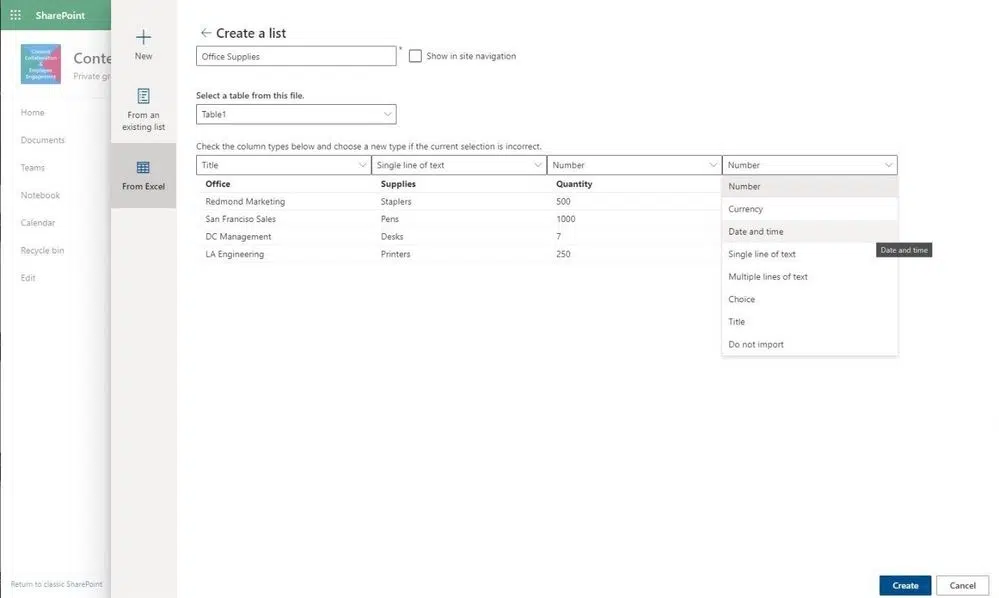 SharePoint
Content
Collaboration
&
Employee
Engagement
Conte
Private gr
Home
Documents
Teams
Notebook
Calendar
Recycle bin
Edit
Return to classic SharePoint
New
From an
existing list
From Excel
Create a list
Office Supplies
*
Show in site navigation
Select a table from this file.
Table1
Check the column types below and choose a new type if the current selection is incorrect.
Title Single line of text Number Number
Office Supplies Quantity
Redmond Marketing Staplers 500
San Franciso Sales Pens 1000
DC Management Desks 7
LA Engineering Printers 250
Number
Currency
Date and time
Date and time
Single line of text
Multiple lines of text
Choice
Title
Do not import
Create Cancel